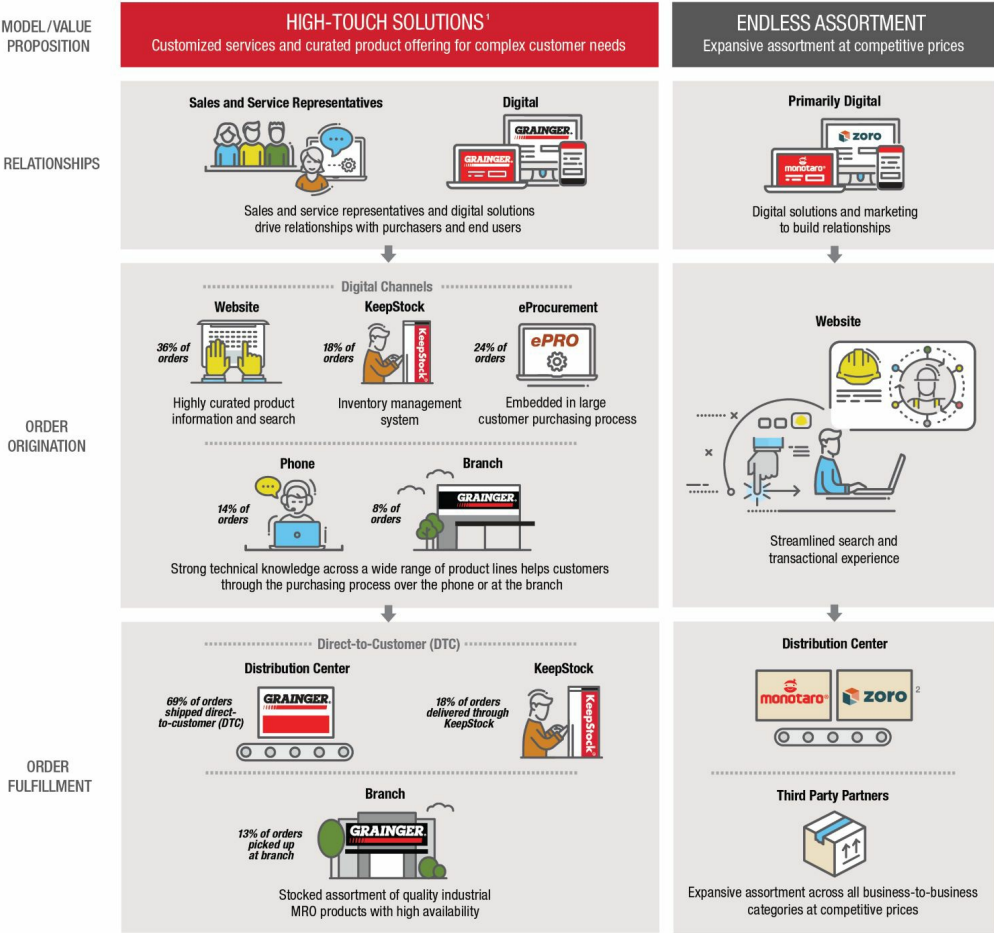 MODEL/VALUE
PROPOSITION
HIGH-TOUCH SOLUTIONS¹
Customized services and curated product offering for complex customer needs
ENDLESS ASSORTMENT
Expansive assortment at competitive prices
RELATIONSHIPS
Sales and Service Representatives
Digital
GRAINGER.
GRAINGER.
Sales and service representatives and digital solutions
drive relationships with purchasers and end users
Primarily Digital
zoro
monotaro
Digital solutions and marketing
to build relationships
ORDER
ORIGINATION
Digital Channels
Website
36% of
orders
Highly curated product
information and search
KeepStock
18% of
orders
KeepStock®
Inventory management
system
eProcurement
24% of
orders
ePRO
Embedded in large
customer purchasing process
Phone
14% of
orders
Branch
8% of
orders
GRAINGER.
Strong technical knowledge across a wide range of product lines helps customers
through the purchasing process over the phone or at the branch
Website
Streamlined search and
transactional experience
ORDER
FULFILLMENT
Direct-to-Customer (DTC)
Distribution Center
69% of orders
shipped direct-
to-customer (DTC)
GRAINGER.
KeepStock
18% of orders
delivered through
KeepStock
KeepStock®
Branch
13% of orders
picked up
at branch
GRAINGER.
Stocked assortment of quality industrial
MRO products with high availability
Distribution Center
monotaro®
zoro ²
Third Party Partners
Expansive assortment across all business-to-business
categories at competitive prices